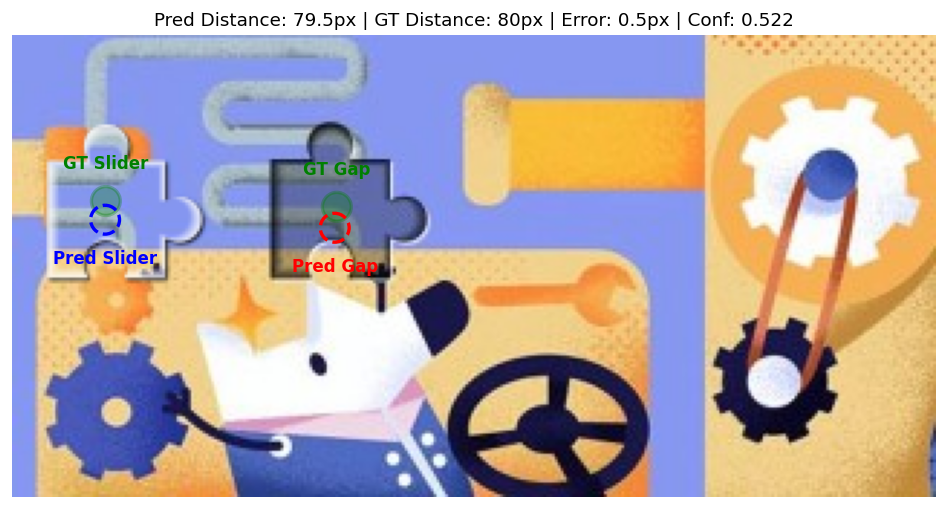 Pred Distance: 79.5px | GT Distance: 80px | Error: 0.5px | Conf: 0.522
GT Slider
GT Gap
Pred Slider
Pred Gap